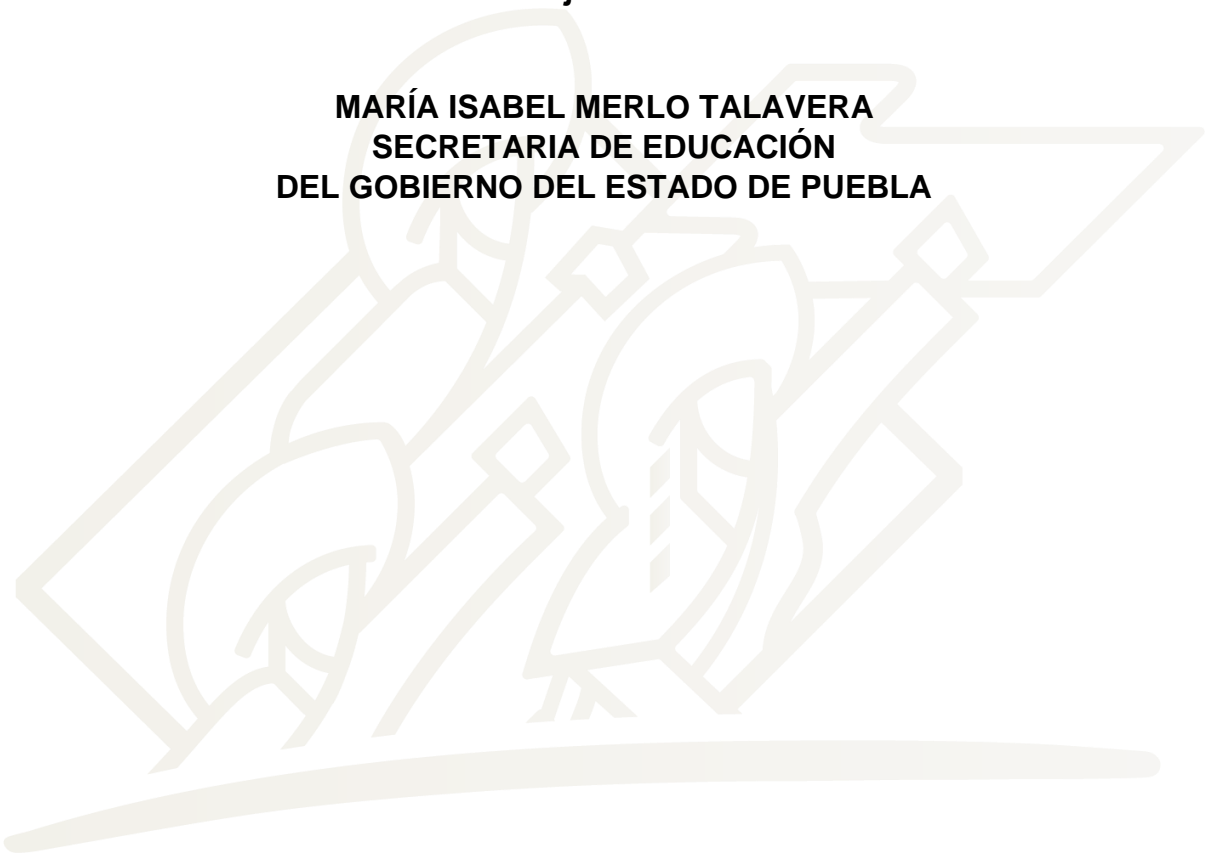 MARÍA ISABEL MERLO TALAVERA
SECRETARIA DE EDUCACIÓN
DEL GOBIERNO DEL ESTADO DE PUEBLA